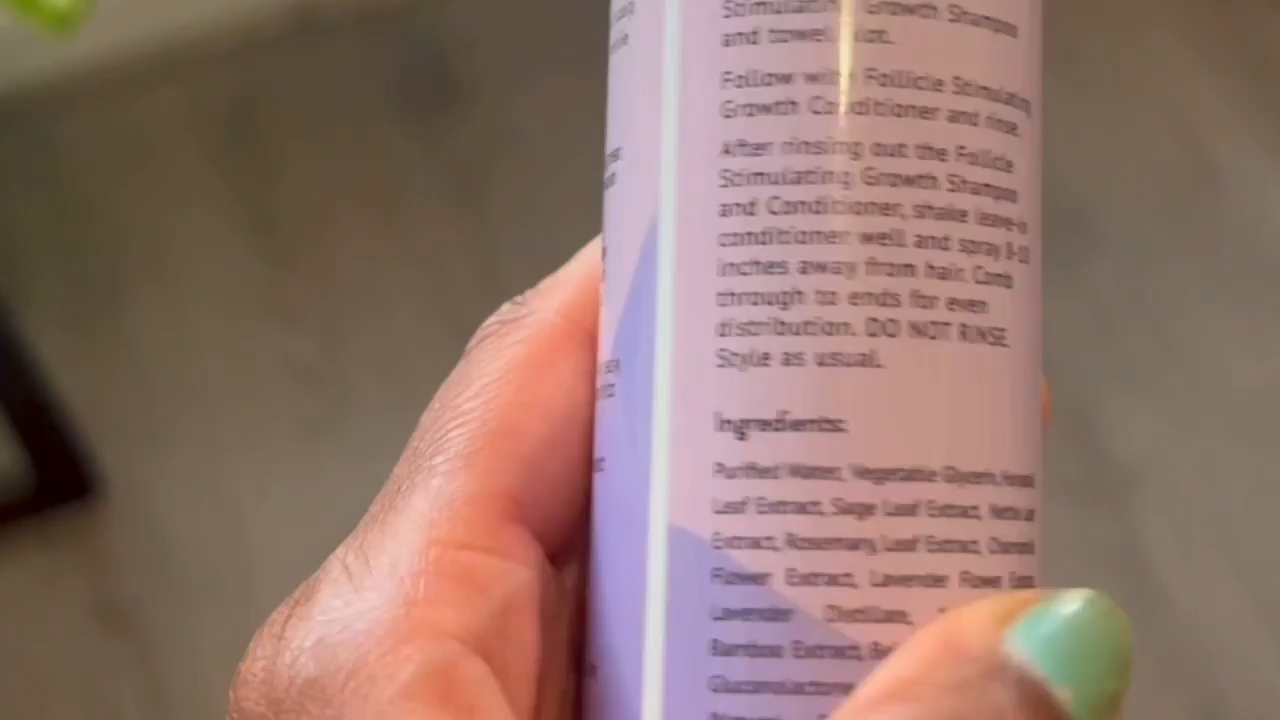 Stimulating Growth Shampoo
and towel blot.
Follow with Follicle Stimulating
Growth Conditioner and rinse.
After rinsing out the Follicle
Stimulating Growth Shampoo
and Conditioner, shake leave-in
conditioner well and spray 8-10
inches away from hair. Comb
through to ends for even
distribution. DO NOT RINSE
Style as usual.
Ingredients:
Purified Water, Vegetable Glycerin,
Leaf Extract, Sage Leaf Extract,
Extract, Rosemary Leaf Extract,
Flower Extract, Lavender Flower
Lavender Distillate,
Bamboo Extract,
Gluconolactone